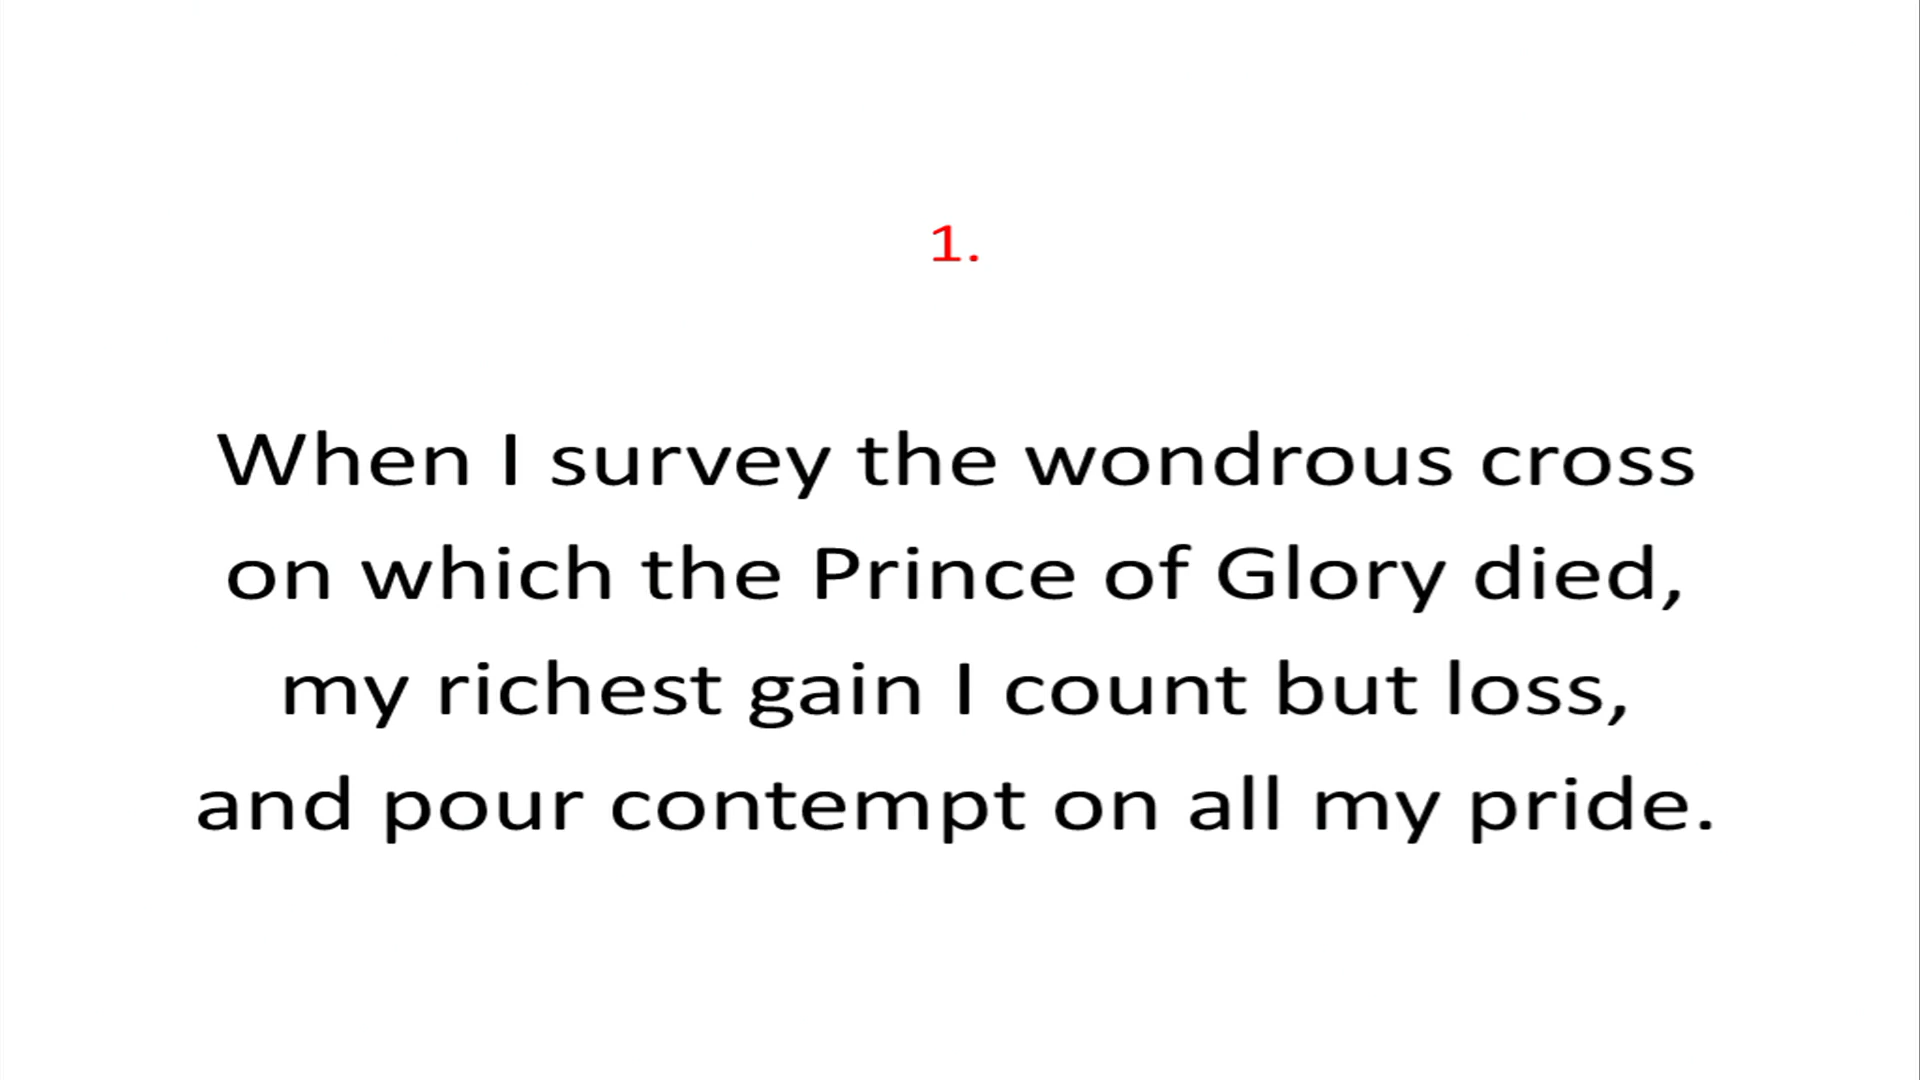 1.
When I survey the wondrous cross
on which the Prince of Glory died,
my richest gain I count but loss,
and pour contempt on all my pride.